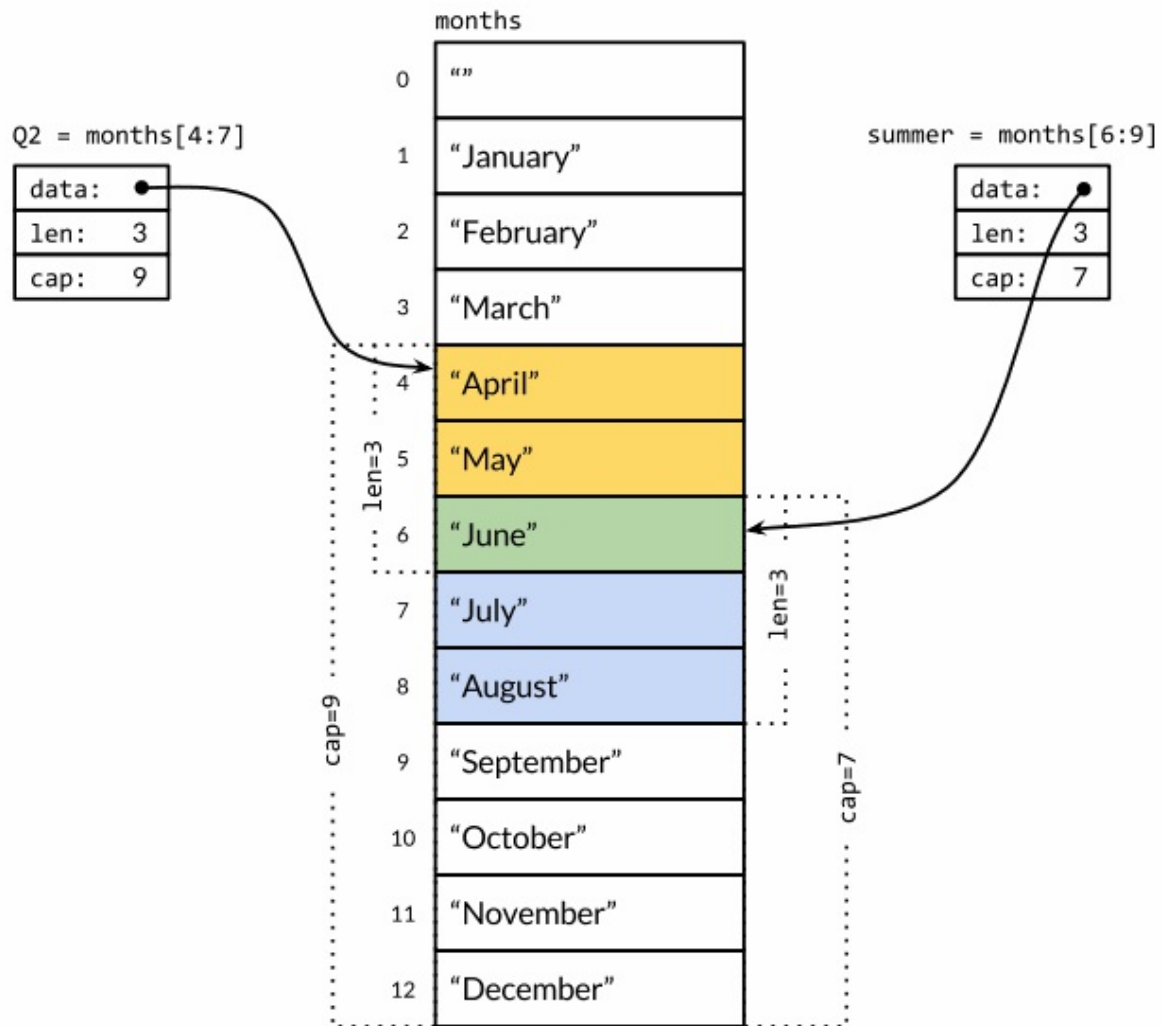 months
0 “”
Q2 = months[4:7]
summer = months[6:9]
1 “January”
data:
data:
len: 3
2 “February”
len: 3
cap: 9
cap: 7
3 “March”
4 “April”
len=3
5 “May”
6 “June”
len=3
7 “July”
8 “August”
cap=9
9 “September”
cap=7
10 “October”
11 “November”
12 “December”